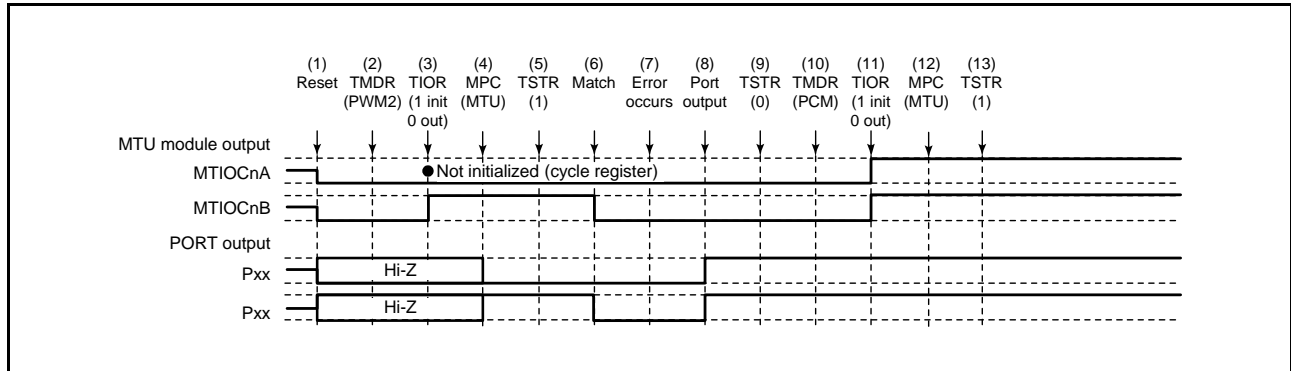 (1) (2) (3) (4) (5) (6) (7) (8) (9) (10) (11) (12) (13)
Reset TMDR TIOR MPC TSTR Match Error Port TSTR TMDR TIOR MPC TSTR
(PWM2) (1 init (MTU) (1) occurs output (0) (PCM) (1 init (MTU) (1)
0 out) 0 out)
MTU module output
MTIOCnA ● Not initialized (cycle register)
MTIOCnB
PORT output
Pxx Hi-Z
Pxx Hi-Z